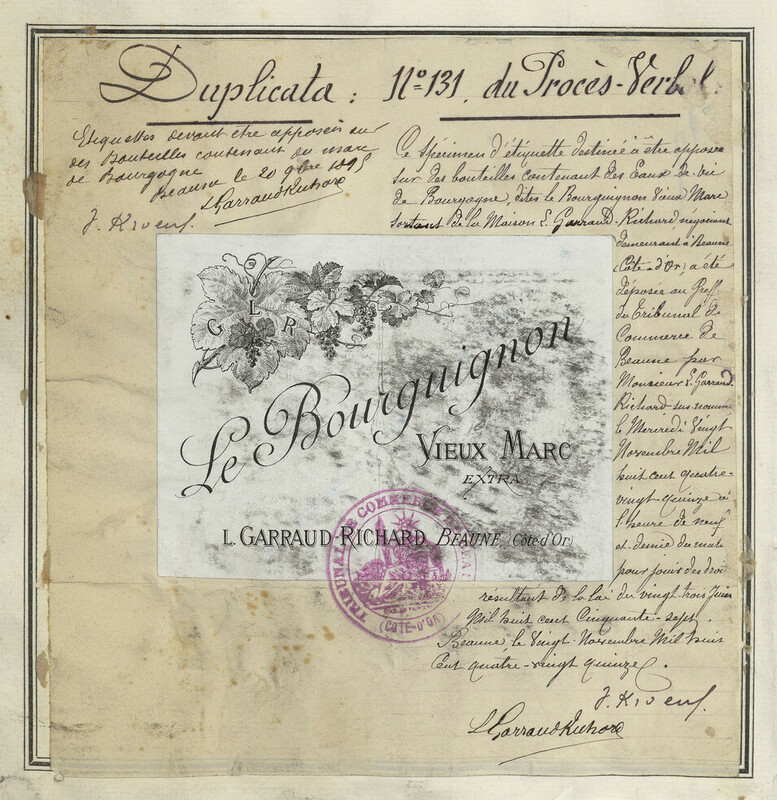 Duplicata : N° 131. du Procès-Verbal.
Etiquettes devant être apposées sur
des Bouteilles contenant du marc
de Bourgogne
Beaune le 20 9bre 1895
L Garraud Richard
Ce Spécimen d'étiquette destinée à être apposée
sur des bouteilles contenant des Eaux-de-vie
de Bourgogne, dites le Bourguignon Vieux Marc
sortant de la Maison L. Garraud-Richard négociant
demeurant à Beaune
(Côte-d'Or) a été
déposée au Greffe
du Tribunal de
Commerce de
Beaune par
Monsieur L. Garraud
Richard sus-nommé
le Mercredi Vingt
Novembre Mil
huit cent quatre-
vingt-quinze à
l'heure de neuf
et demie du matin
pour jouir des droits
résultant de la loi du vingt trois Juin
Mil huit cent Cinquante-sept.
Beaune, le Vingt Novembre Mil huit
Cent quatre-vingt quinze.
L Garraud Richard
G L R
Le Bourguignon
VIEUX MARC
EXTRA
L. GARRAUD-RICHARD, BEAUNE, (Côte d'Or)
TRIBUNAL DE COMMERCE
(CÔTE-D'OR)